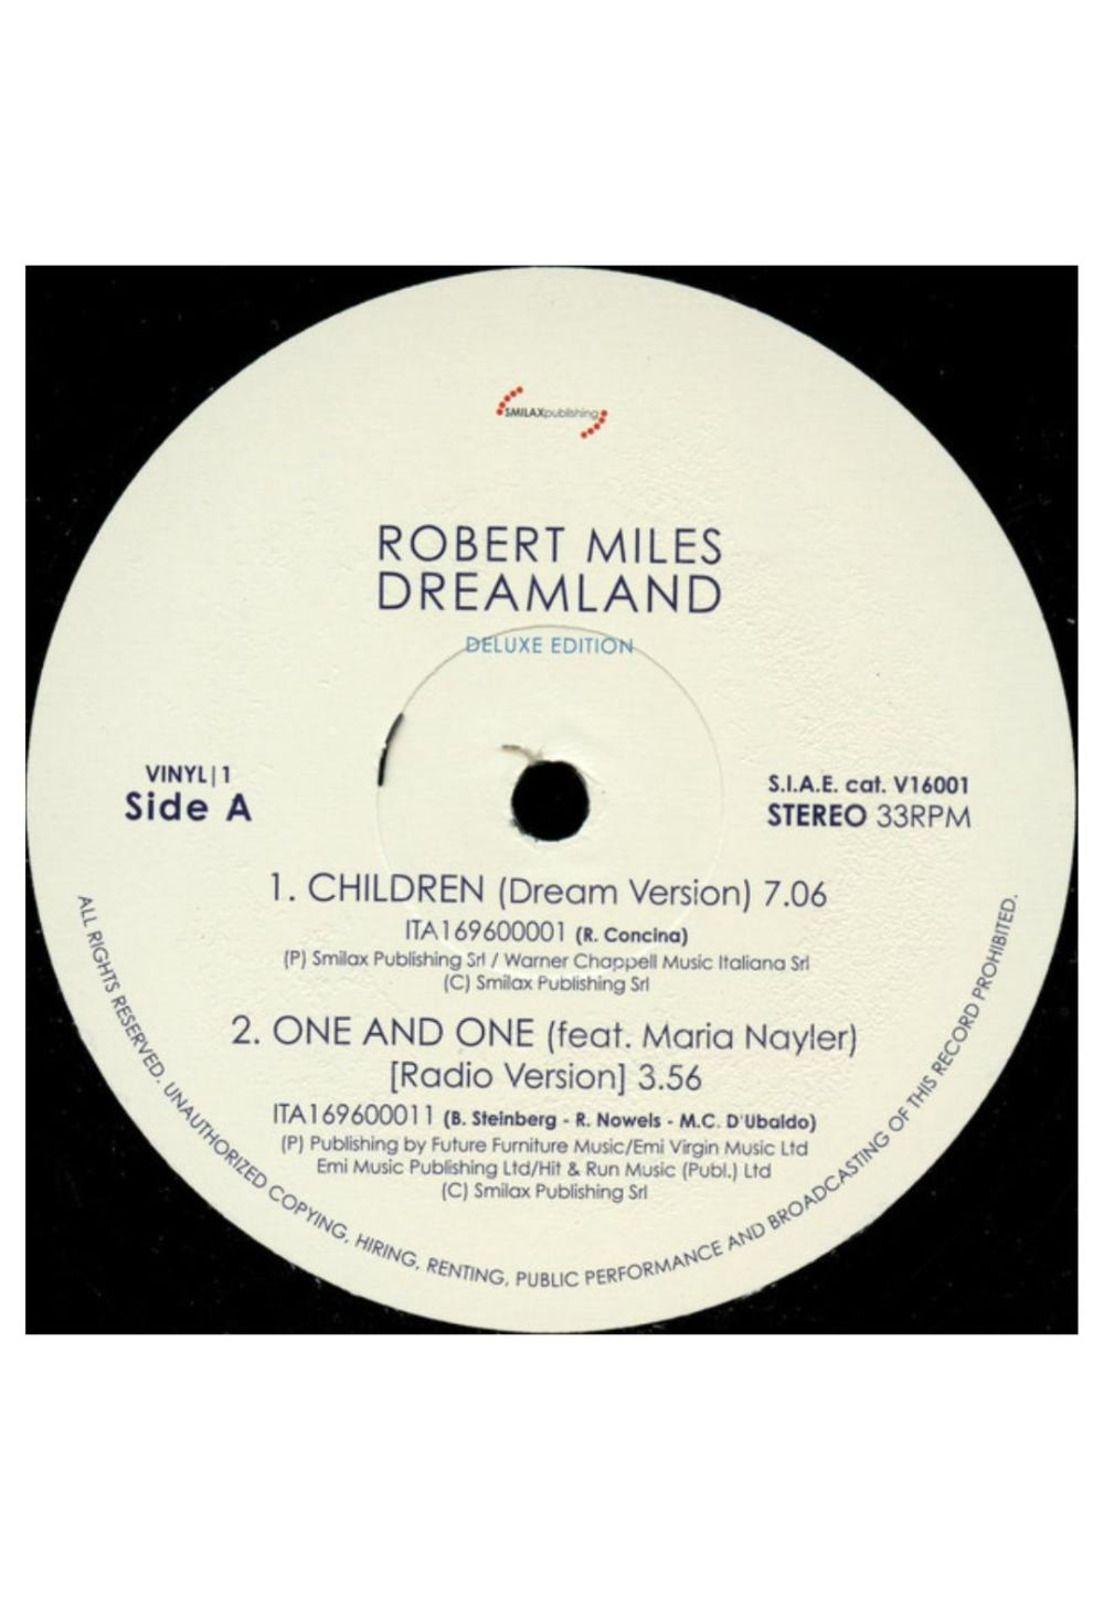 SMILAXpublishing
ROBERT MILES
DREAMLAND
DELUXE EDITION
VINYL|1
Side A
S.I.A.E. cat. V16001
STEREO 33RPM
1. CHILDREN (Dream Version) 7.06
ITA169600001 (R. Concina)
(P) Smilax Publishing Srl / Warner Chappell Music Italiana Srl
(C) Smilax Publishing Srl
2. ONE AND ONE (feat. Maria Nayler)
[Radio Version] 3.56
ITA169600011 (B. Steinberg - R. Nowels - M.C. D'Ubaldo)
(P) Publishing by Future Furniture Music/Emi Virgin Music Ltd
Emi Music Publishing Ltd/Hit & Run Music (Publ.) Ltd
(C) Smilax Publishing Srl
ALL RIGHTS RESERVED. UNAUTHORIZED COPYING, HIRING, RENTING, PUBLIC PERFORMANCE AND BROADCASTING OF THIS RECORD PROHIBITED.